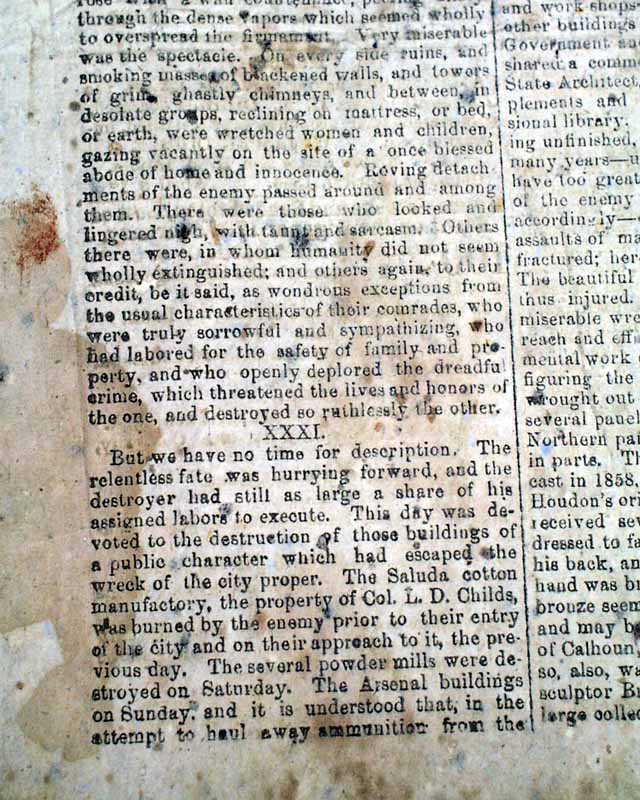 through the dense vapors which seemed wholly
to overspread the firmament. Very miserable
was the spectacle. On every side ruins, and
smoking masses of blackened walls, and towers
of grim, ghastly chimneys, and between, in
desolate groups, reclining on mattress, or bed,
or earth, were wretched women and children,
gazing vacantly on the site of a once blessed
abode of home and innocence. Roving detach-
ments of the enemy passed around and among
them. There were those who looked and
lingered nigh, with taunt and sarcasm. Others
there were, in whom humanity did not seem
wholly extinguished; and others again, to their
credit, be it said, as wondrous exceptions from
the usual characteristics of their comrades, who
were truly sorrowful and sympathizing, who
had labored for the safety of family and pro-
perty, and who openly deplored the dreadful
crime, which threatened the lives and honors of
the one, and destroyed so ruthlessly the other.
XXXI.
But we have no time for description. The
relentless fate was hurrying forward, and the
destroyer had still as large a share of his
assigned labors to execute. This day was de-
voted to the destruction of those buildings of
a public character which had escaped the
wreck of the city proper. The Saluda cotton
manufactory, the property of Col. L. D. Childs,
was burned by the enemy prior to their entry
of the city and on their approach to it, the pre-
vious day. The several powder mills were de-
stroyed on Saturday. The Arsenal buildings
on Sunday, and it is understood that, in the
attempt to haul away ammunition from the
and work shops
other buildings
Government an
shared a comm
State Architect
plements and
sional library.
ing unfinished,
many years—u
have too great
of the enemy
accordingly—
assaults of ma
fractured; her
The beautiful
thus injured.
miserable wre
reach and effi
mental work
figuring the
wrought out
several panel
Northern pa
in parts. Th
cast in 1858,
Houdon's ori
received sev
dressed to fa
his back, an
hand was b
bronze seem
and may b
of Calhoun,
so, also, wa
sculptor B
large collec